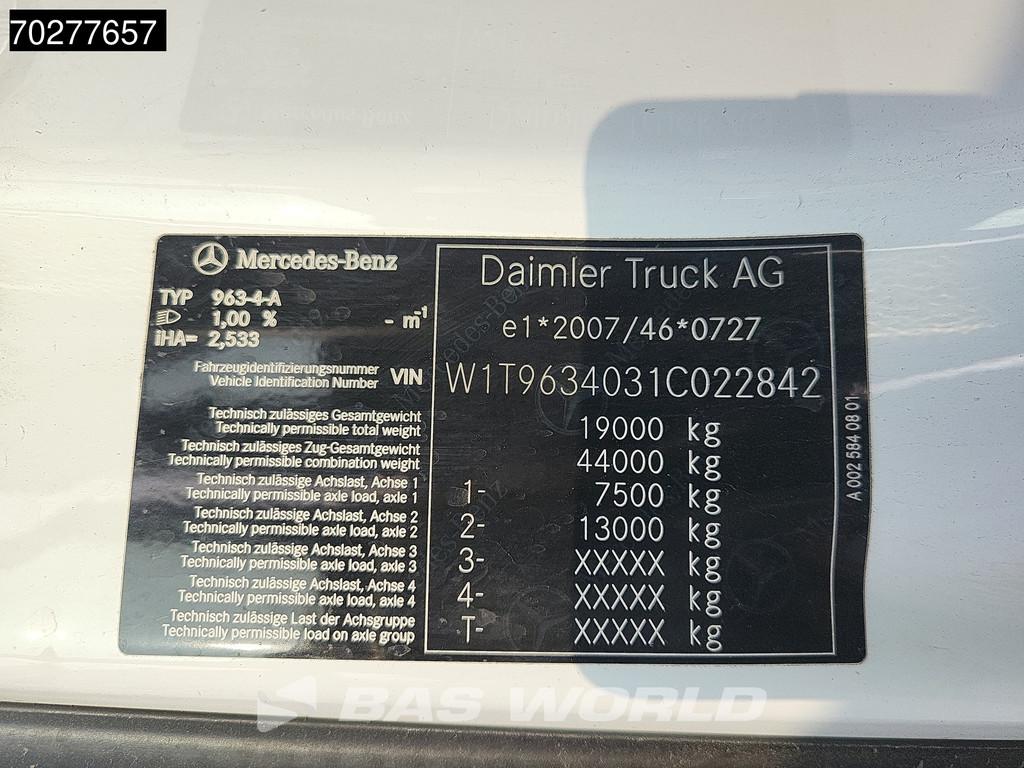 70277657
Mercedes-Benz
TYP 963-4-A
1,00 % - m-1
iHA= 2,533
Fahrzeugidentifizierungsnummer
Vehicle Identification Number VIN
Daimler Truck AG
e1*2007/46*0727
W1T9634031C022842
Technisch zulässiges Gesamtgewicht
Technically permissible total weight 19000 kg
Technisch zulässiges Zug-Gesamtgewicht
Technically permissible combination weight 44000 kg
Technisch zulässige Achslast, Achse 1
Technically permissible axle load, axle 1 1- 7500 kg
Technisch zulässige Achslast, Achse 2
Technically permissible axle load, axle 2 2- 13000 kg
Technisch zulässige Achslast, Achse 3
Technically permissible axle load, axle 3 3- XXXXX kg
Technisch zulässige Achslast, Achse 4
Technically permissible axle load, axle 4 4- XXXXX kg
Technisch zulässige Last der Achsgruppe
Technically permissible load on axle group T- XXXXX kg
A 002 584 08 01
BAS WORLD